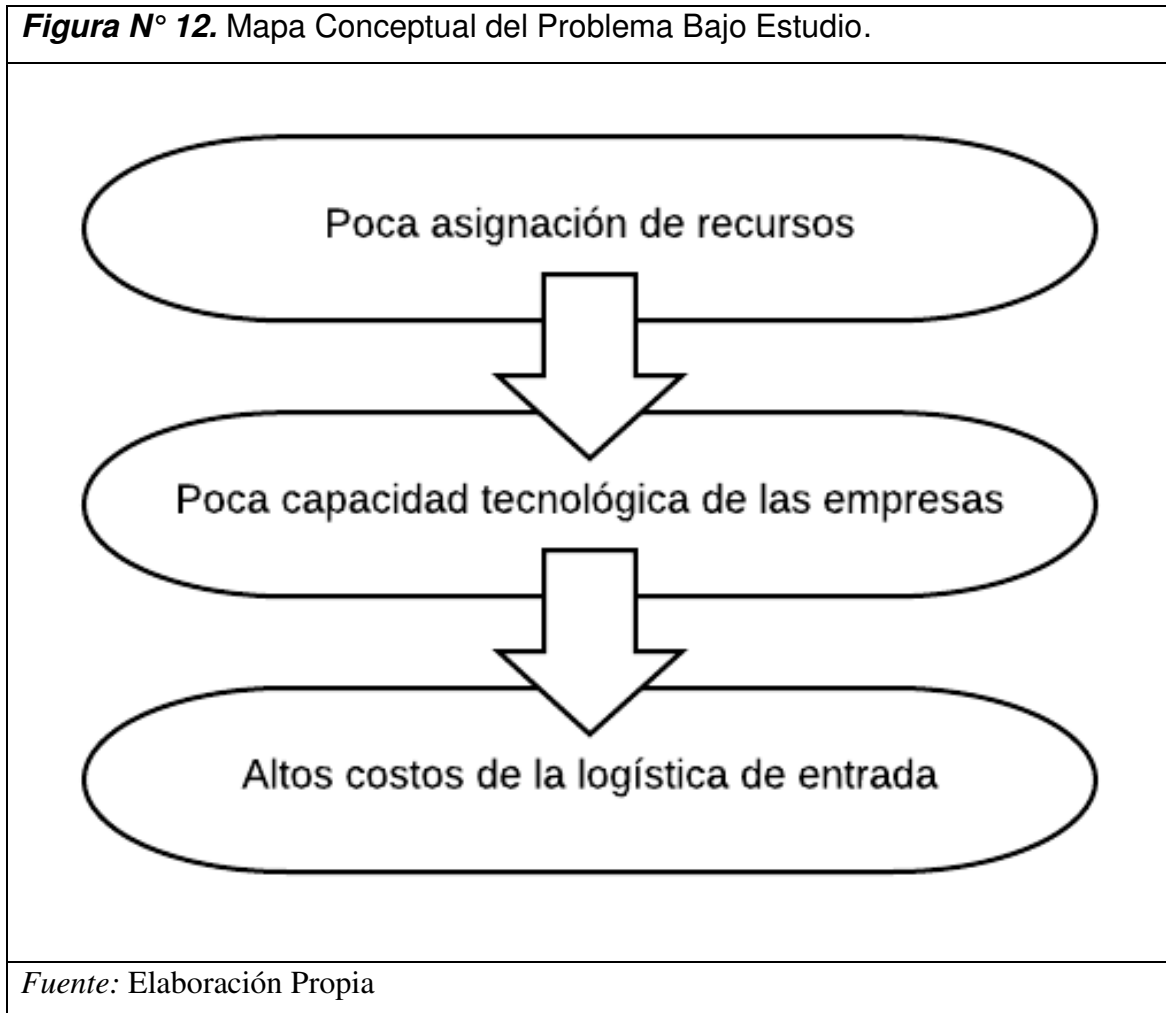 Figura N° 12. Mapa Conceptual del Problema Bajo Estudio.
Poca asignación de recursos
Poca capacidad tecnológica de las empresas
Altos costos de la logística de entrada
Fuente: Elaboración Propia